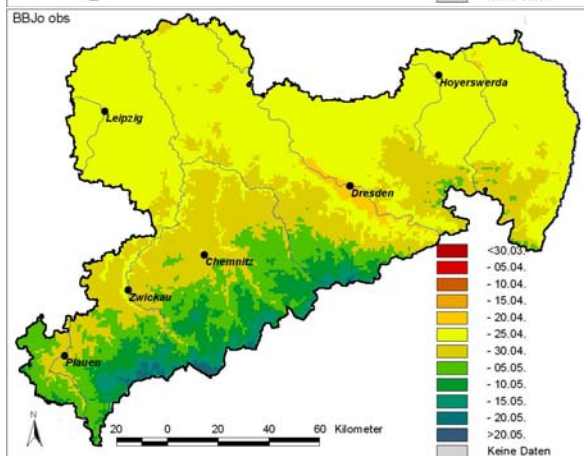 BBJo obs
Hoyerswerda
Leipzig
Dresden
Chemnitz
Zwickau
Plauen
<30.03.
- 05.04.
- 10.04.
- 15.04.
- 20.04.
- 25.04.
- 30.04.
- 05.05.
- 10.05.
- 15.05.
- 20.05.
>20.05.
Keine Daten
N
20 0 20 40 60 Kilometer